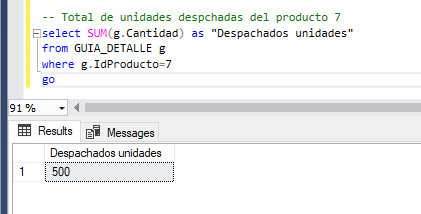 -- Total de unidades despchadas del producto 7
select SUM(g.Cantidad) as "Despachados unidades"
from GUIA_DETALLE g
where g.IdProducto=7
go
91 %
Results Messages
Despachados unidades
1 500